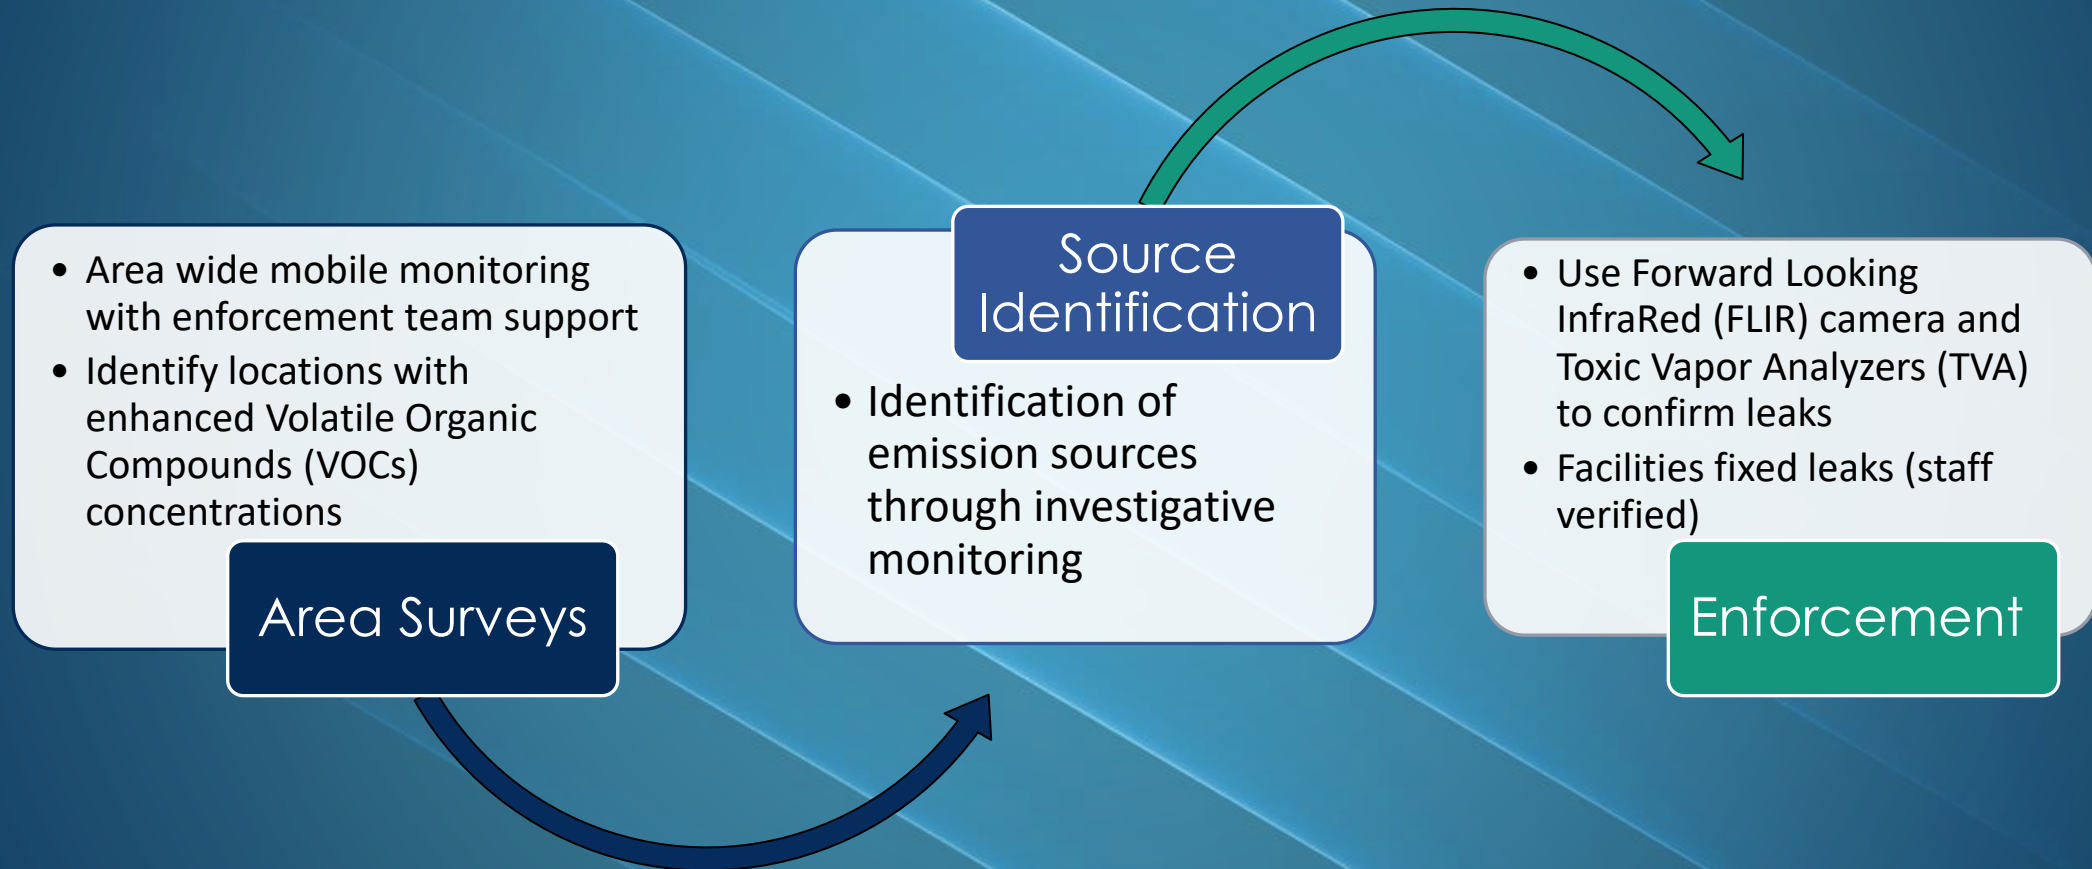 • Area wide mobile monitoring
with enforcement team support
• Identify locations with
enhanced Volatile Organic
Compounds (VOCs)
concentrations
Area Surveys
Source
Identification
• Identification of
emission sources
through investigative
monitoring
• Use Forward Looking
InfraRed (FLIR) camera and
Toxic Vapor Analyzers (TVA)
to confirm leaks
• Facilities fixed leaks (staff
verified)
Enforcement